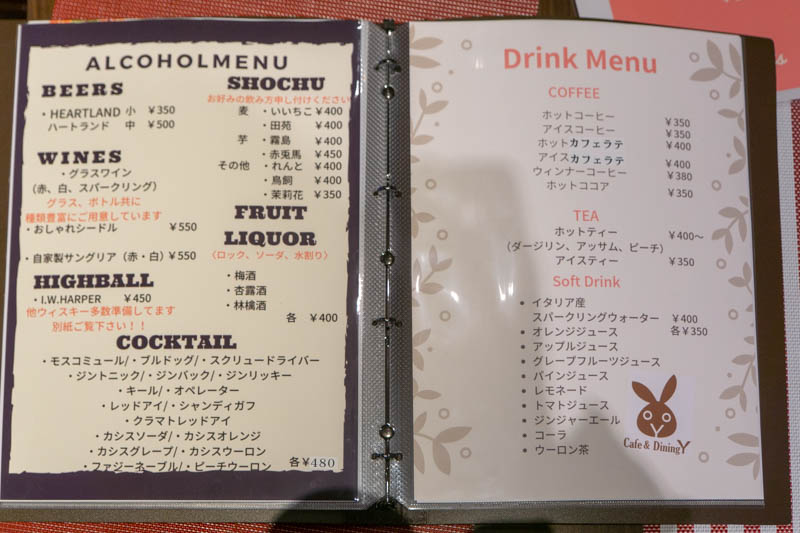 ALCOHOLMENU
BEERS
・HEARTLAND 小 ¥350
ハートランド 中 ¥500
WINES
・グラスワイン
(赤、白、スパークリング)
グラス、ボトル共に
種類豊富にご用意しています
・おしゃれシードル ¥550
・自家製サングリア(赤・白)¥550
HIGHBALL
・I.W.HARPER ¥450
他ウィスキー多数準備してます
別紙ご覧下さい!!
SHOCHU
お好みの飲み方申し付けください
麦 ・いいちこ ¥400
・田苑 ¥400
芋 ・霧島 ¥400
・赤兎馬 ¥450
その他 ・れんと ¥400
・鳥飼 ¥400
・茉莉花 ¥350
FRUIT
LIQUOR
〈ロック、ソーダ、水割り〉
・梅酒
・杏露酒
・林檎酒
各 ¥400
COCKTAIL
・モスコミュール/・ブルドッグ/・スクリュードライバー
・ジントニック/・ジンバック/・ジンリッキー
・キール/・オペレーター
・レッドアイ/・シャンディガフ
・クラマトレッドアイ
・カシスソーダ/・カシスオレンジ
・カシスグレープ/・カシスウーロン
・ファジーネーブル/・ピーチウーロン 各¥480
Drink Menu
COFFEE
ホットコーヒー ¥350
アイスコーヒー ¥350
ホットカフェラテ ¥400
アイスカフェラテ ¥400
ウィンナーコーヒー ¥380
ホットココア ¥350
TEA
ホットティー ¥400～
(ダージリン、アッサム、ピーチ)
アイスティー ¥350
Soft Drink
• イタリア産
スパークリングウォーター ¥400
• オレンジジュース 各¥350
• アップルジュース
• グレープフルーツジュース
• パインジュース
• レモネード
• トマトジュース
• ジンジャーエール
• コーラ
• ウーロン茶
Cafe & Dining Y